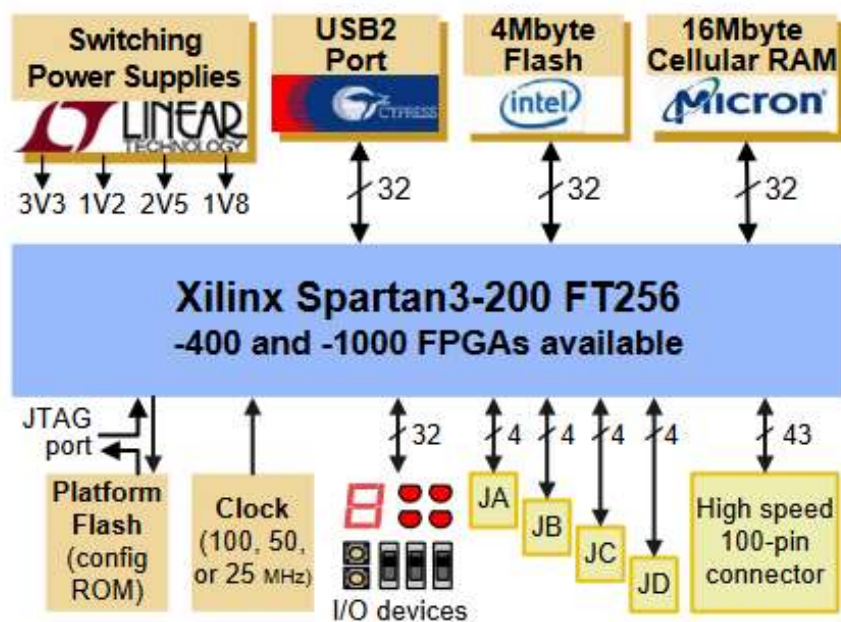 Switching
Power Supplies
LINEAR
TECHNOLOGY
3V3 1V2 2V5 1V8
USB2
Port
CYPRESS
32
4Mbyte
Flash
intel
32
16Mbyte
Cellular RAM
Micron
32
Xilinx Spartan3-200 FT256
-400 and -1000 FPGAs available
JTAG
port
Platform
Flash
(config
ROM)
Clock
(100, 50,
or 25 MHz)
32
I/O devices
4
JA
4
JB
4
JC
4
JD
43
High speed
100-pin
connector